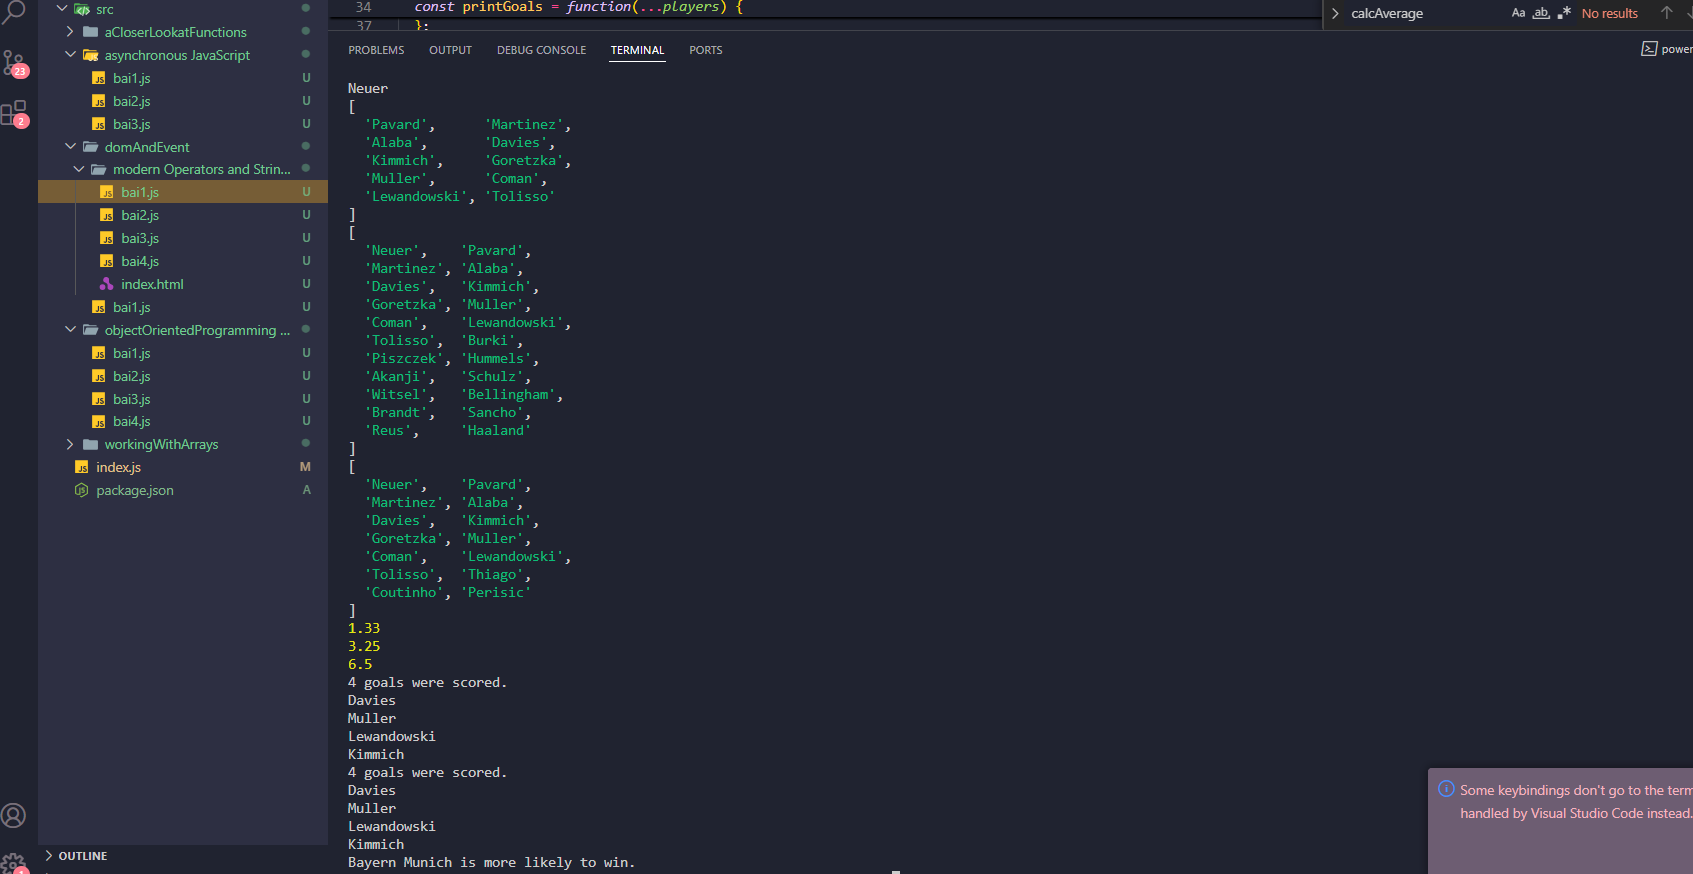 src
aCloserLookatFunctions
asynchronous JavaScript
bai1.js U
bai2.js U
bai3.js U
domAndEvent
modern Operators and Strin...
bai1.js U
bai2.js U
bai3.js U
bai4.js U
index.html U
bai1.js U
objectOrientedProgramming ...
bai1.js U
bai2.js U
bai3.js U
bai4.js U
workingWithArrays
index.js M
package.json A
OUTLINE
23
2
1
34 const printGoals = function(...players) {
37 };
calcAverage Aa ab .* No results
PROBLEMS OUTPUT DEBUG CONSOLE TERMINAL PORTS
power
Neuer
[
'Pavard', 'Martinez',
'Alaba', 'Davies',
'Kimmich', 'Goretzka',
'Muller', 'Coman',
'Lewandowski', 'Tolisso'
]
[
'Neuer', 'Pavard',
'Martinez', 'Alaba',
'Davies', 'Kimmich',
'Goretzka', 'Muller',
'Coman', 'Lewandowski',
'Tolisso', 'Burki',
'Piszczek', 'Hummels',
'Akanji', 'Schulz',
'Witsel', 'Bellingham',
'Brandt', 'Sancho',
'Reus', 'Haaland'
]
[
'Neuer', 'Pavard',
'Martinez', 'Alaba',
'Davies', 'Kimmich',
'Goretzka', 'Muller',
'Coman', 'Lewandowski',
'Tolisso', 'Thiago',
'Coutinho', 'Perisic'
]
1.33
3.25
6.5
4 goals were scored.
Davies
Muller
Lewandowski
Kimmich
4 goals were scored.
Davies
Muller
Lewandowski
Kimmich
Bayern Munich is more likely to win.
Some keybindings don't go to the term
handled by Visual Studio Code instead.